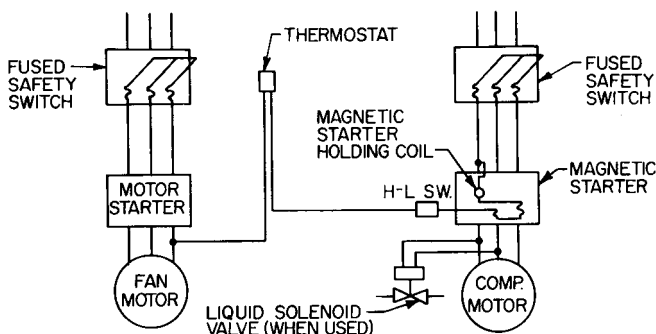 THERMOSTAT
FUSED
SAFETY
SWITCH
FUSED
SAFETY
SWITCH
MAGNETIC
STARTER
HOLDING COIL
MOTOR
STARTER
H-L SW.
MAGNETIC
STARTER
FAN
MOTOR
COMP.
MOTOR
LIQUID SOLENOID
VALVE (WHEN USED)